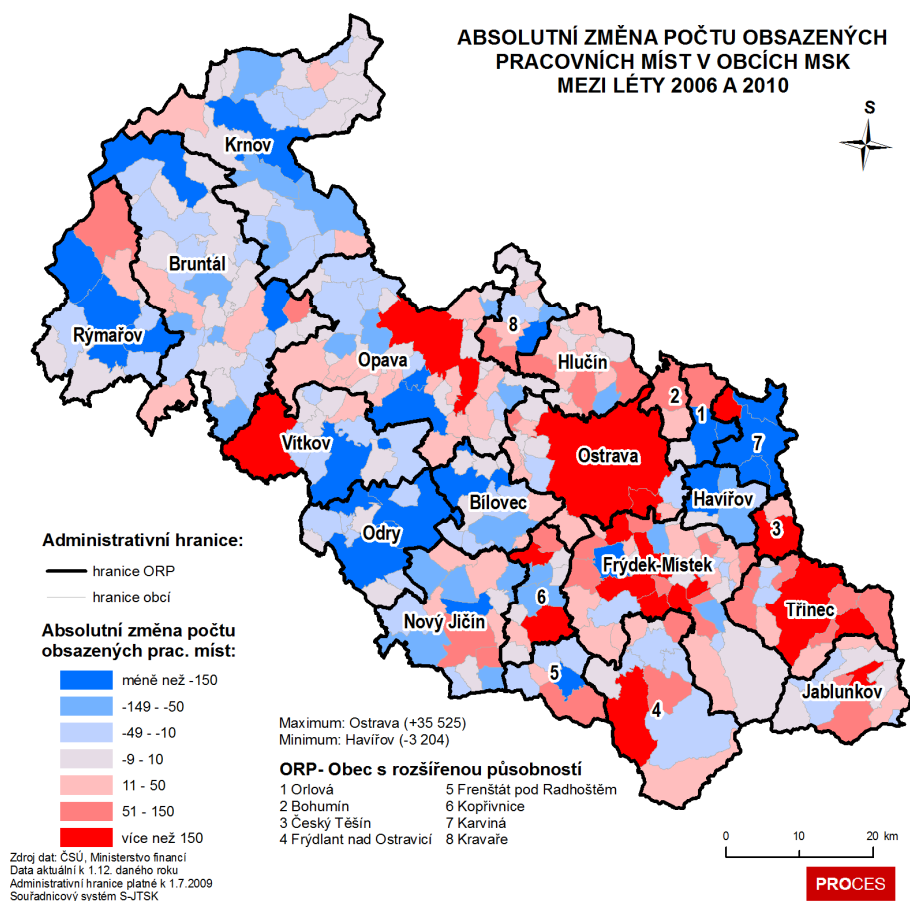 ABSOLUTNÍ ZMĚNA POČTU OBSAZENÝCH
PRACOVNÍCH MÍST V OBCÍCH MSK
MEZI LÉTY 2006 A 2010
S
Krnov
Bruntál
Rýmařov
Opava
8
Hlučín
2
1
7
Vítkov
Ostrava
Bílovec
Havířov
Odry
3
Frýdek-Místek
6
Třinec
Nový Jičín
5
4
Jablunkov
Administrativní hranice:
hranice ORP
hranice obcí
Absolutní změna počtu
obsazených prac. míst:
méně než -150
-149 - -50
-49 - -10
-9 - 10
11 - 50
51 - 150
více než 150
Maximum: Ostrava (+35 525)
Minimum: Havířov (-3 204)
ORP- Obec s rozšířenou působností
1 Orlová
2 Bohumín
3 Český Těšín
4 Frýdlant nad Ostravicí
5 Frenštát pod Radhoštěm
6 Kopřivnice
7 Karviná
8 Kravaře
0 10 20 km
Zdroj dat: ČSÚ, Ministerstvo financí
Data aktuální k 1.12. daného roku
Administrativní hranice platné k 1.7.2009
Souřadnicový systém S-JTSK
PROCES